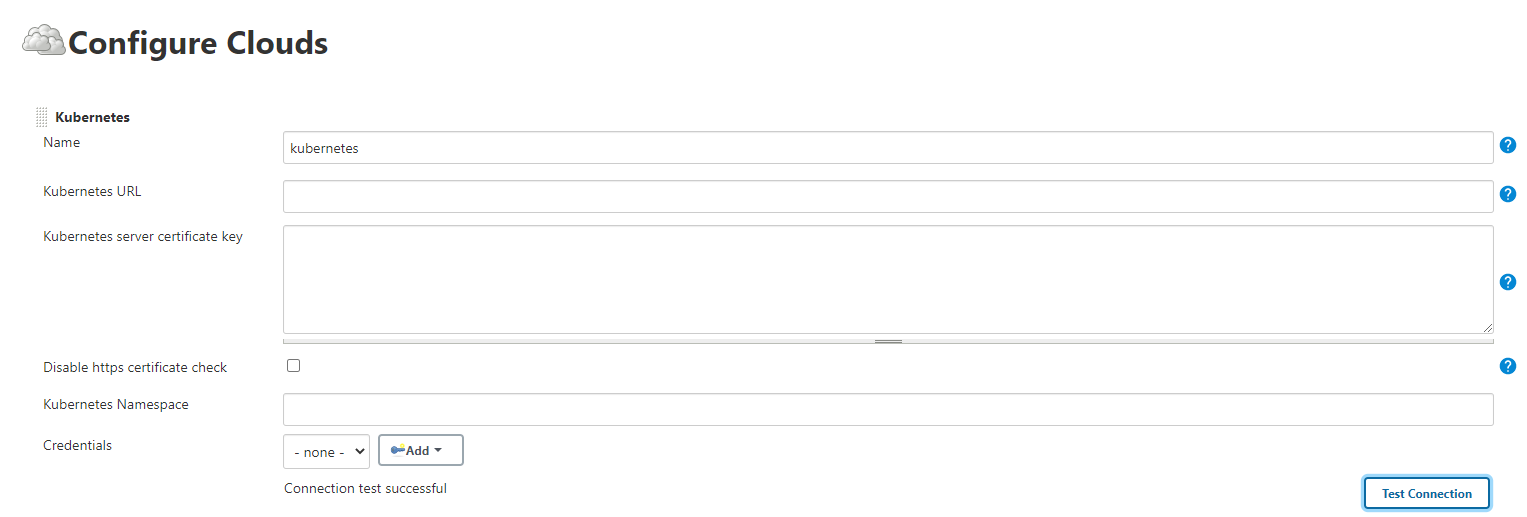 Configure Clouds
Kubernetes
Name
kubernetes
?
Kubernetes URL
?
Kubernetes server certificate key
?
Disable https certificate check
?
Kubernetes Namespace
Credentials
- none -
Add
Connection test successful
Test Connection